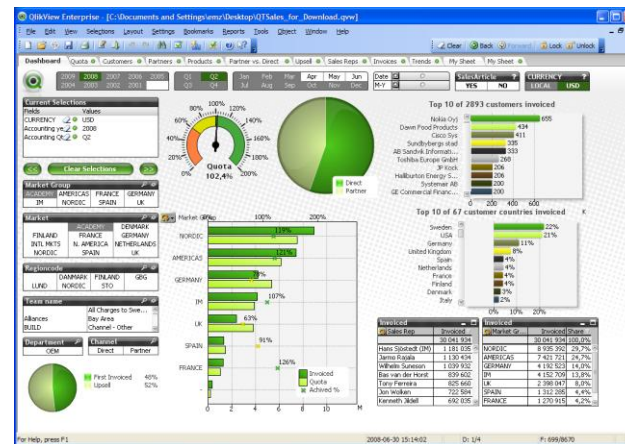 QlikView Enterprise - [C:\Documents and Settings\emz\Desktop\QTSales_for_Download.qvw]
File Edit View Selections Layout Settings Bookmarks Reports Tools Object Window Help
Clear Back Forward Lock Unlock
Dashboard Quota Customers Partners Products Partner vs. Direct Upsell Sales Reps Invoices Trends My Sheet My Sheet
2009 2008 2007 2006 2005 Q1 Q2 Jan Feb Mar Apr May Jun Date SalesArticle ? CURRENCY ?
2004 2003 2002 2001 Q3 Q4 Jul Aug Sep Oct Nov Dec M-Y YES NO LOCAL USD
Current Selections
Fields Values
CURRENCY USD
Accounting ye 2008
Accounting Q Q2
<< Clear Selections >>
Market Group
ACADEMY AMERICAS FRANCE GERMANY
IM NORDIC SPAIN UK
Market
ACADEMY DENMARK
FINLAND FRANCE GERMANY
INTL MKTS N. AMERICA NETHERLANDS
NORDIC SPAIN UK
Regioncode
DANMARK FINLAND GBG
LUND NORDIC STO
Team name
All Charges to Swe...
Alliances Bay Area
BUILD Channel - Other
Department Channel
OEM Direct Partner
First Invoiced 48%
Upsell 52%
0% 20% 40% 60% 80% 100% 120% 140% 160% 180% 200%
Quota
102,4%
Direct
Partner
Market Group 100% 200%
NORDIC 119%
AMERICAS 121%
GERMANY 78%
IM 107%
UK 63%
SPAIN 91%
FRANCE 126%
-
Invoiced
Quota
Achived %
0 2 4 6 8 10 M
Top 10 of 2893 customers invoiced
Nokia Oyj 655
Dawn Food Products 434
Cisco Sys 411
Sundbybergs stad 335
AB Sandvik Informati... 333
Toshiba Europe GmbH 268
JP Kock 206
Halliburton Energy S... 206
Systemair AB 200
GE Commercial Financ... 200
0 200 400 600
K
Top 10 of 67 customer countries invoiced
Sweden 22%
USA 21%
Germany 11%
United Kingdom 8%
Spain 4%
Netherlands 4%
France 4%
Finland 4%
Denmark 3%
Italy 2%
0% 10% 20%
Invoiced
Sales Rep Invoiced
30 041 934
Hans Sjöstedt (IM) 1 181 035
Jarmo Rajala 1 130 434
Wilhelm Sunesun 1 039 932
Bas van der Horst 839 602
Tony Ferreira 825 660
Jon Wolken 722 584
Kenneth Jildell 692 035
Invoiced
Market Gr... Invoiced Share
30 041 934 100,0%
NORDIC 8 935 392 29,7%
AMERICAS 7 421 721 24,7%
GERMANY 4 192 523 14,0%
IM 4 152 709 13,8%
UK 2 398 047 8,0%
SPAIN 1 312 285 4,4%
FRANCE 1 270 915 4,2%
For Help, press F1 2008-06-30 15:14:02 D: 1/4 F: 699/8670